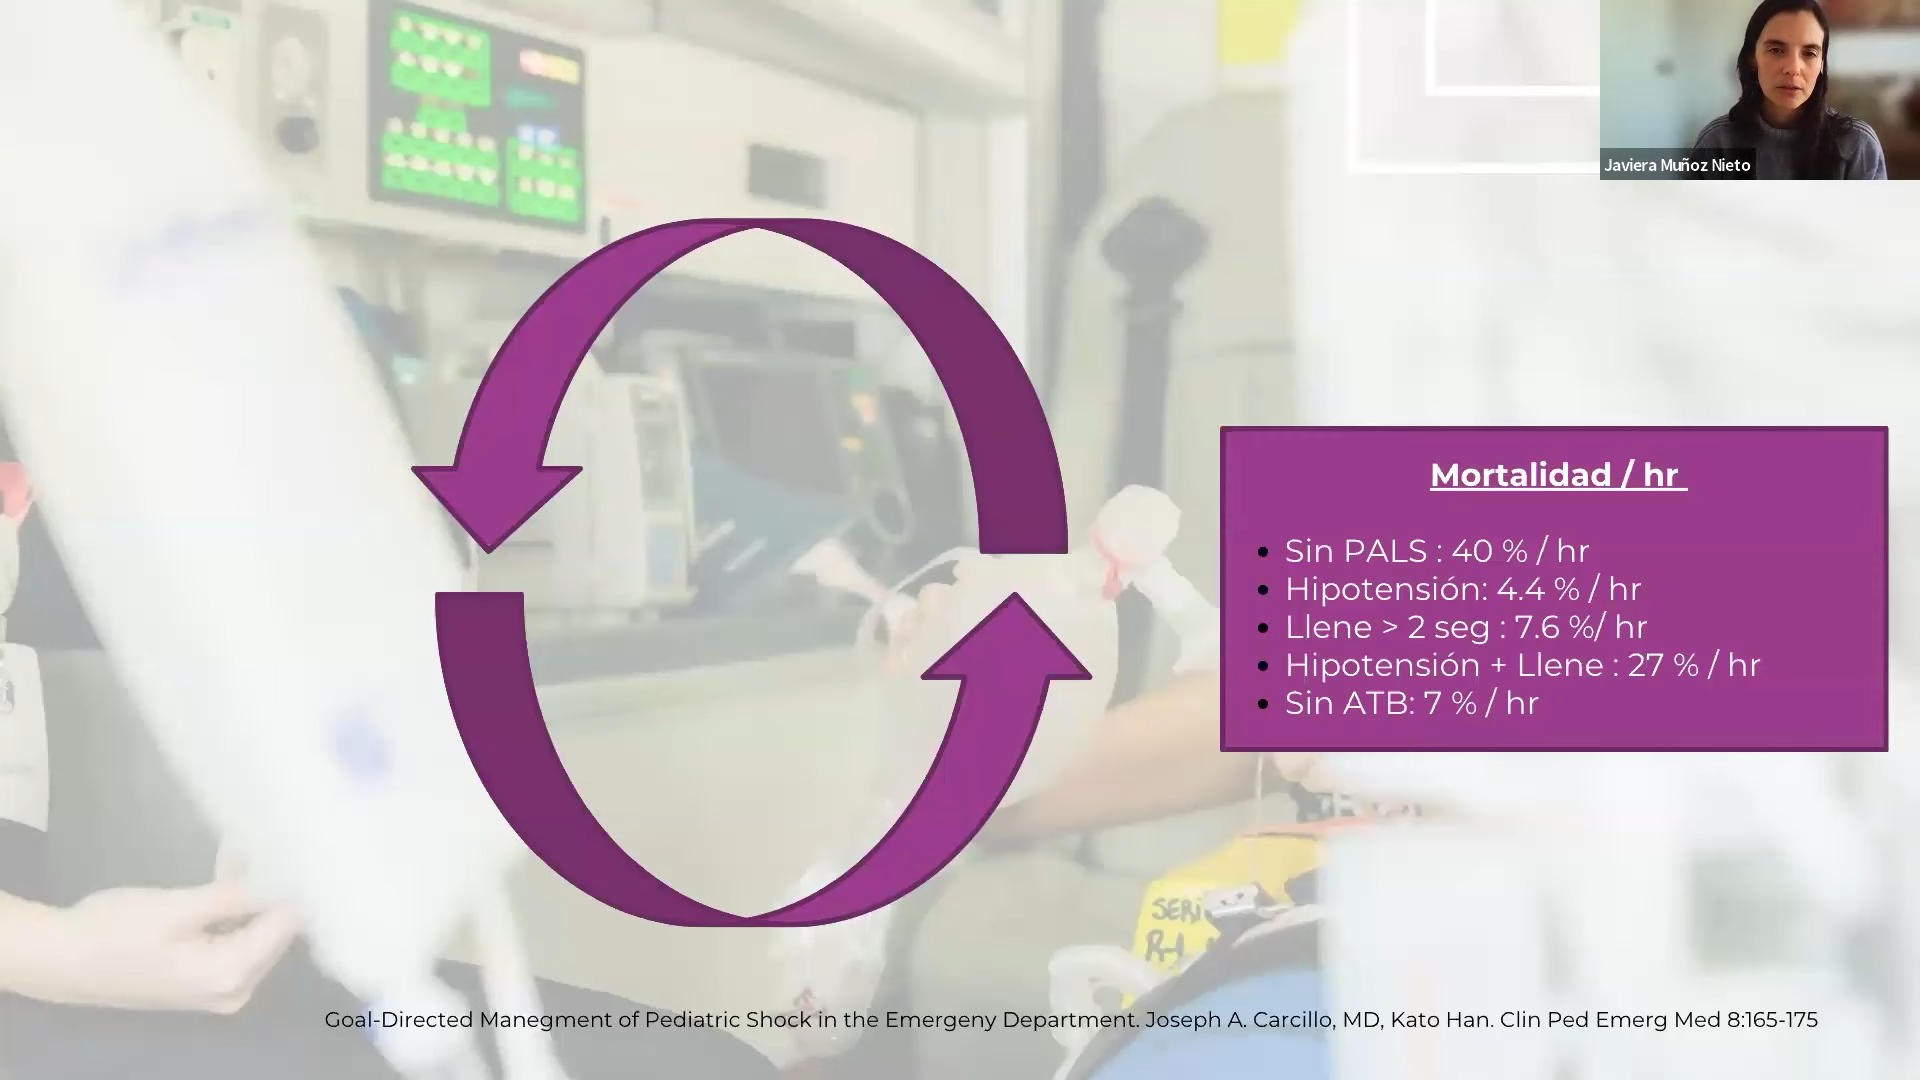 Javiera Muñoz Nieto
Mortalidad / hr
Sin PALS : 40 % / hr
Hipotensión: 4.4 % / hr
Llene > 2 seg : 7.6 %/ hr
Hipotensión + Llene : 27 % / hr
Sin ATB: 7 % / hr
SERi
Goal-Directed Manegment of Pediatric Shock in the Emergeny Department. Joseph A. Carcillo, MD, Kato Han. Clin Ped Emerg Med 8:165-175